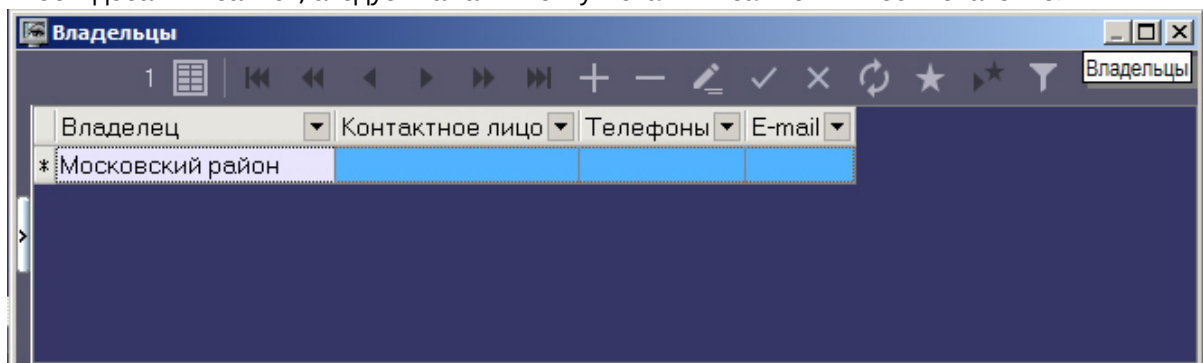 Владельцы
Владельцы
1
Владелец Контактное лицо Телефоны E-mail
* Московский район